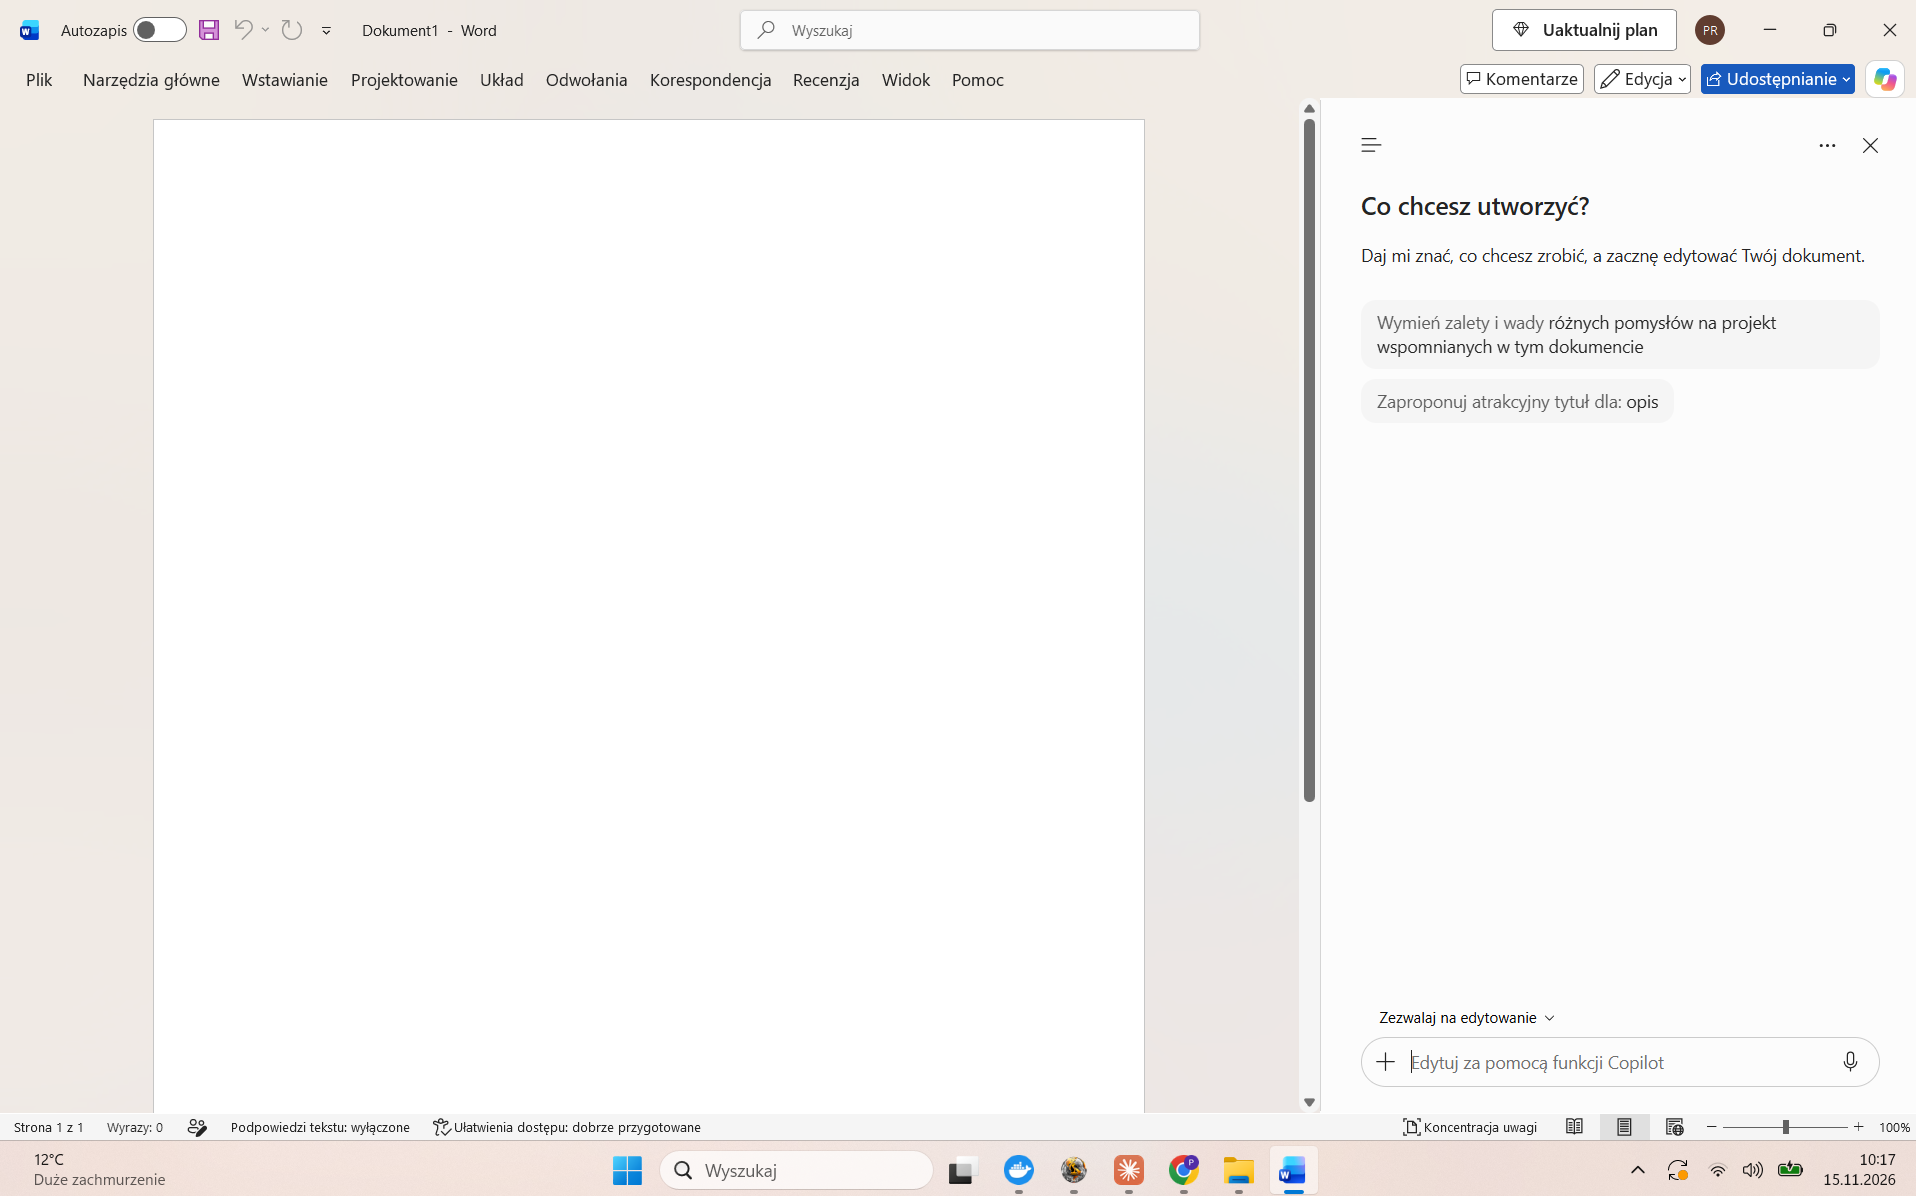 Autozapis
Dokument1 - Word
Wyszukaj
Uaktualnij plan
PR
Plik
Narzędzia główne
Wstawianie
Projektowanie
Układ
Odwołania
Korespondencja
Recenzja
Widok
Pomoc
Komentarze
Edycja
Udostępnianie
Co chcesz utworzyć?
Daj mi znać, co chcesz zrobić, a zacznę edytować Twój dokument.
Wymień zalety i wady różnych pomysłów na projekt
wspomnianych w tym dokumencie
Zaproponuj atrakcyjny tytuł dla: opis
Zezwalaj na edytowanie
Edytuj za pomocą funkcji Copilot
Strona 1 z 1
Wyrazy: 0
Podpowiedzi tekstu: wyłączone
Ułatwienia dostępu: dobrze przygotowane
Koncentracja uwagi
100%
12°C
Duże zachmurzenie
Wyszukaj
10:17
15.11.2026